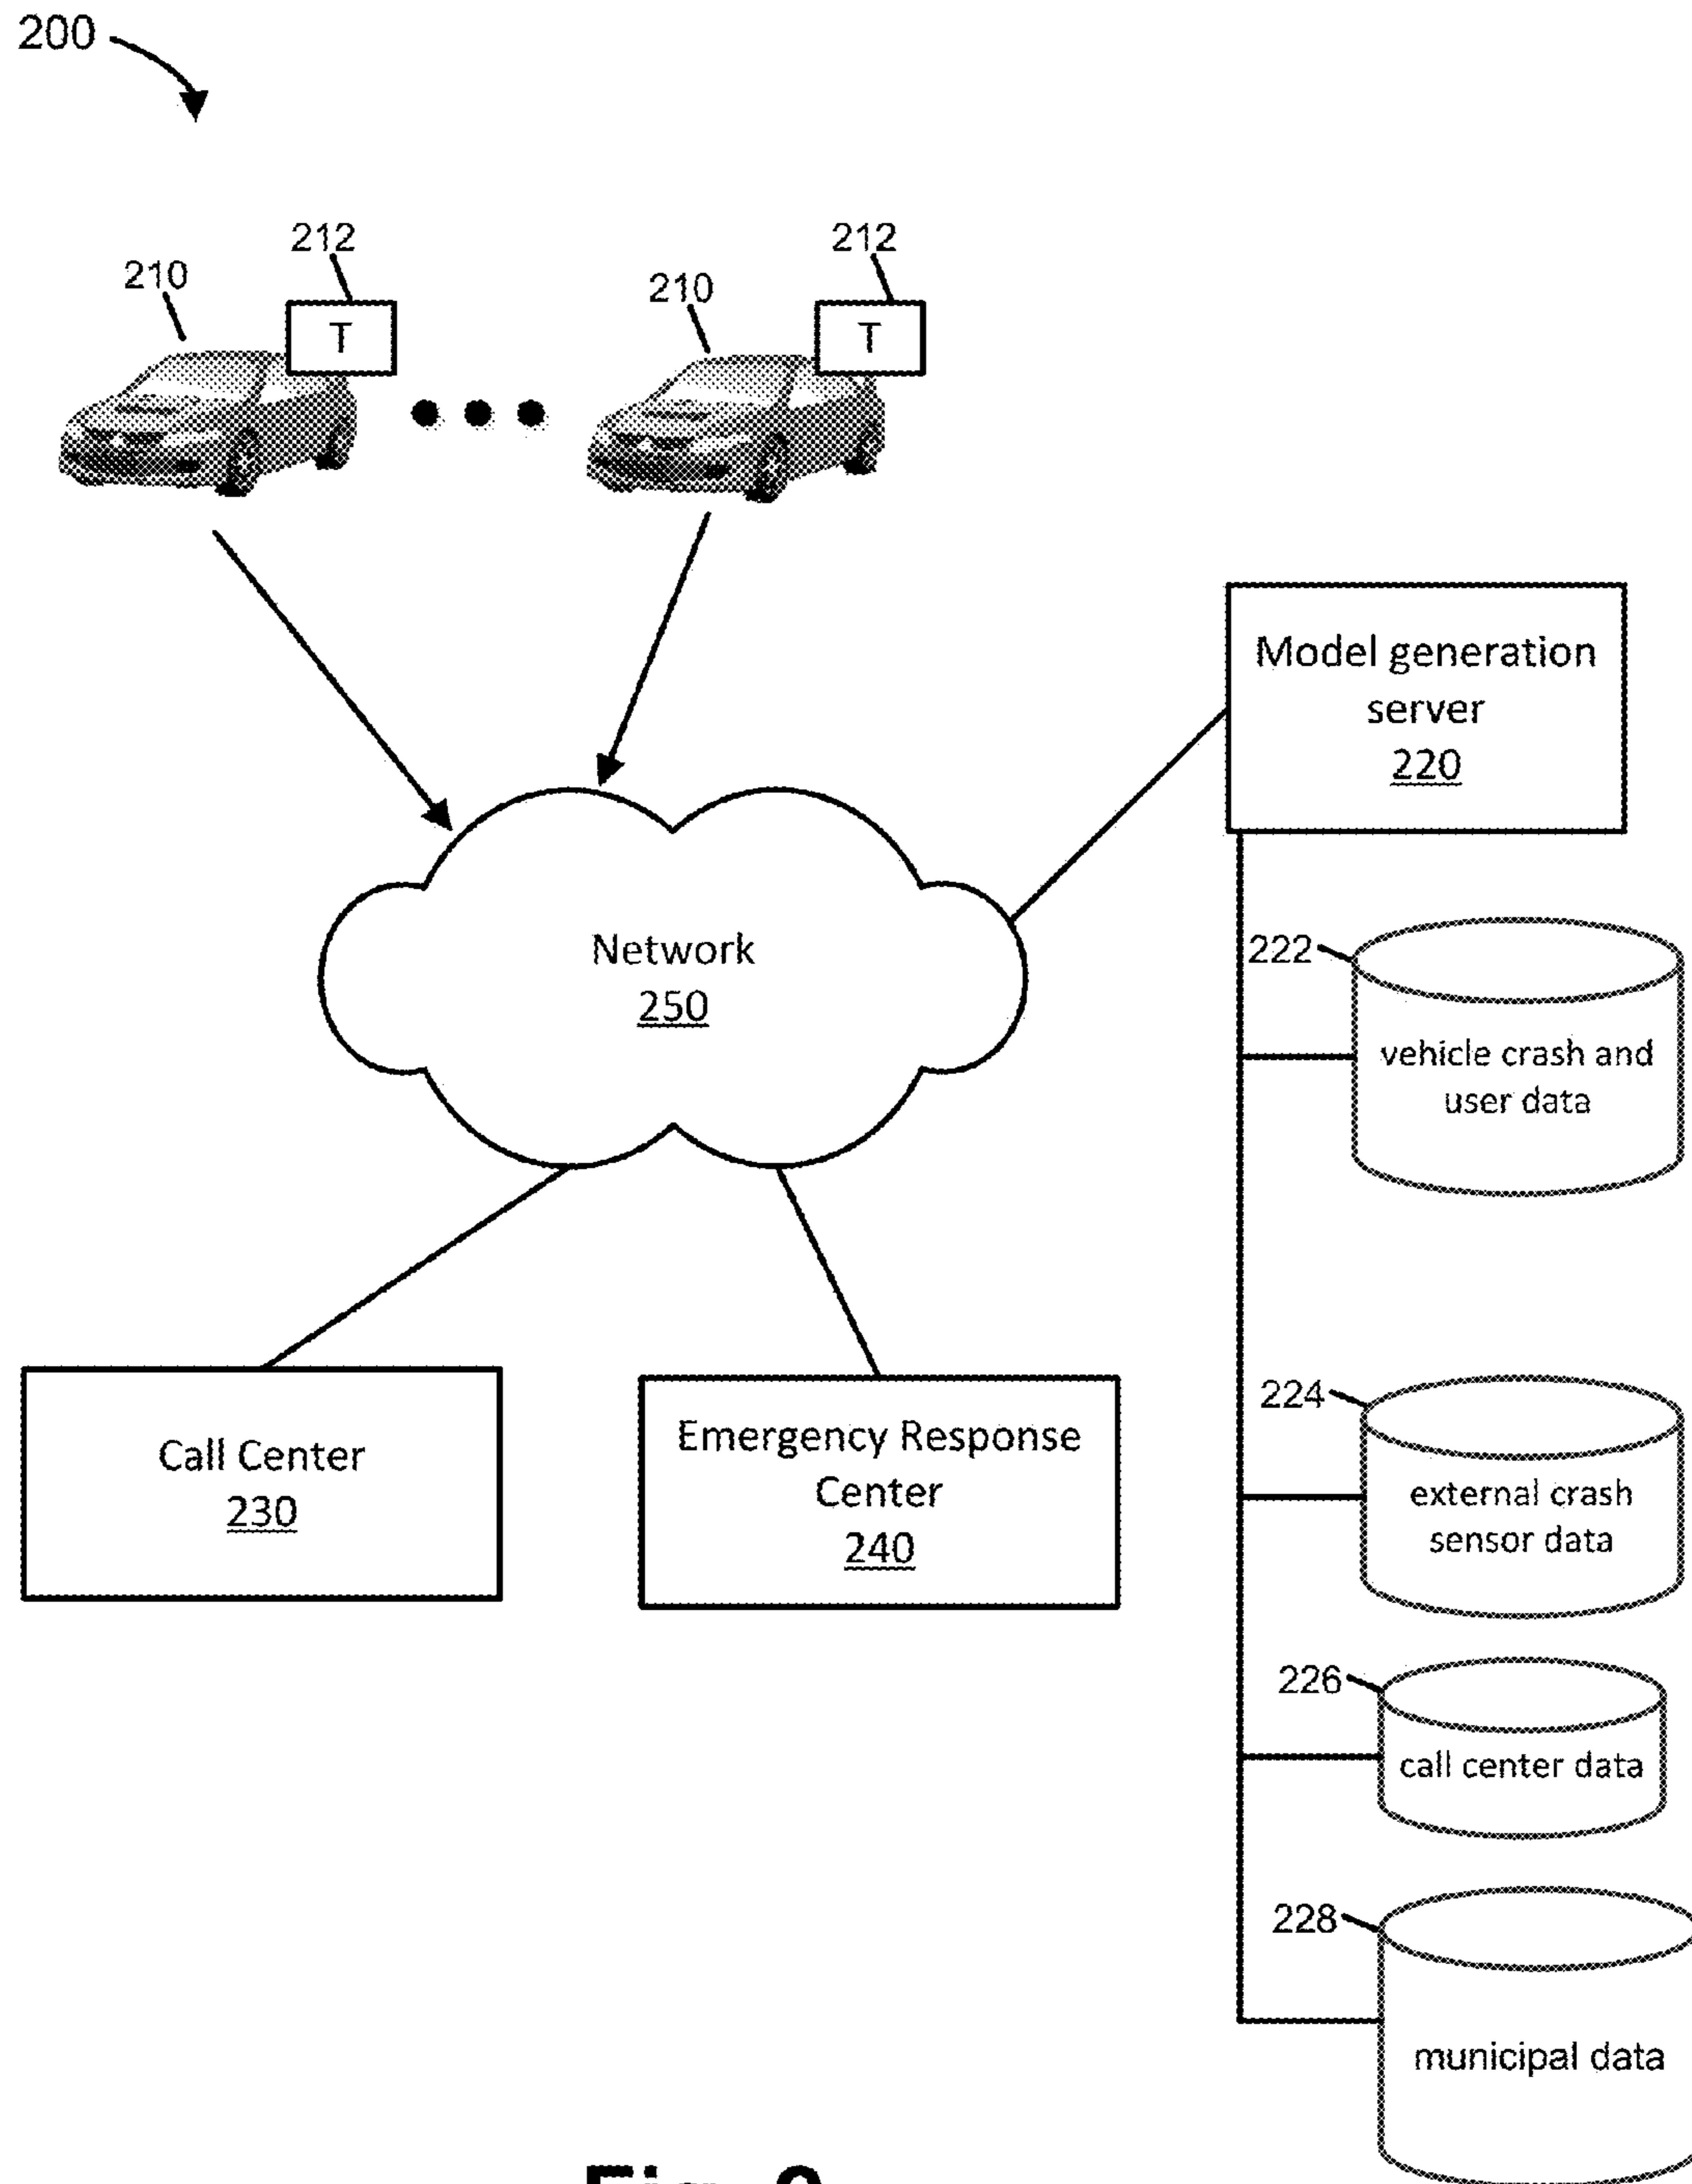 200
212
212
210
210
T
T
Model generation
server
220
222
Network
250
vehicle crash and
user data
224
Call Center
230
Emergency Response
Center
240
external crash
sensor data
226
call center data
228
municipal data